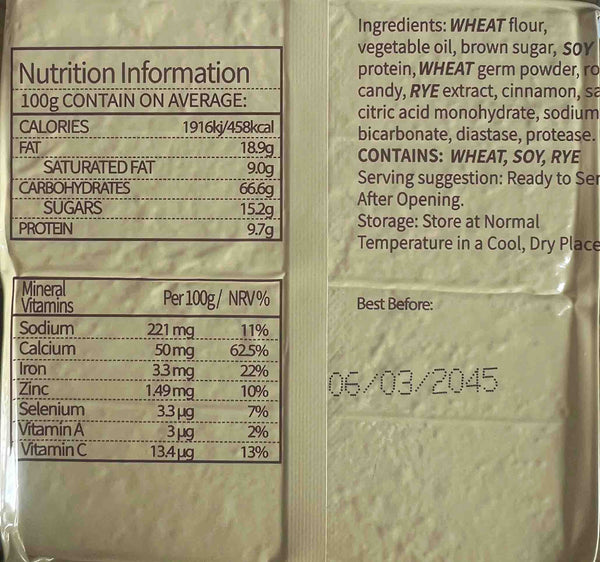 Nutrition Information
100g CONTAIN ON AVERAGE:
CALORIES 1916kj/458kcal
FAT 18.9g
SATURATED FAT 9.0g
CARBOHYDRATES 66.6g
SUGARS 15.2g
PROTEIN 9.7g
Mineral
Vitamins Per 100g/ NRV%
Sodium 221 mg 11%
Calcium 50 mg 62.5%
Iron 3.3 mg 22%
Zinc 1.49 mg 10%
Selenium 3.3 µg 7%
Vitamin A 3 µg 2%
Vitamin C 13.4 µg 13%
Ingredients: WHEAT flour,
vegetable oil, brown sugar, SOY
protein, WHEAT germ powder,
candy, RYE extract, cinnamon,
citric acid monohydrate, sodium
bicarbonate, diastase, protease.
CONTAINS: WHEAT, SOY, RYE
Serving suggestion: Ready to
After Opening.
Storage: Store at Normal
Temperature in a Cool, Dry Place
Best Before:
06/03/2045